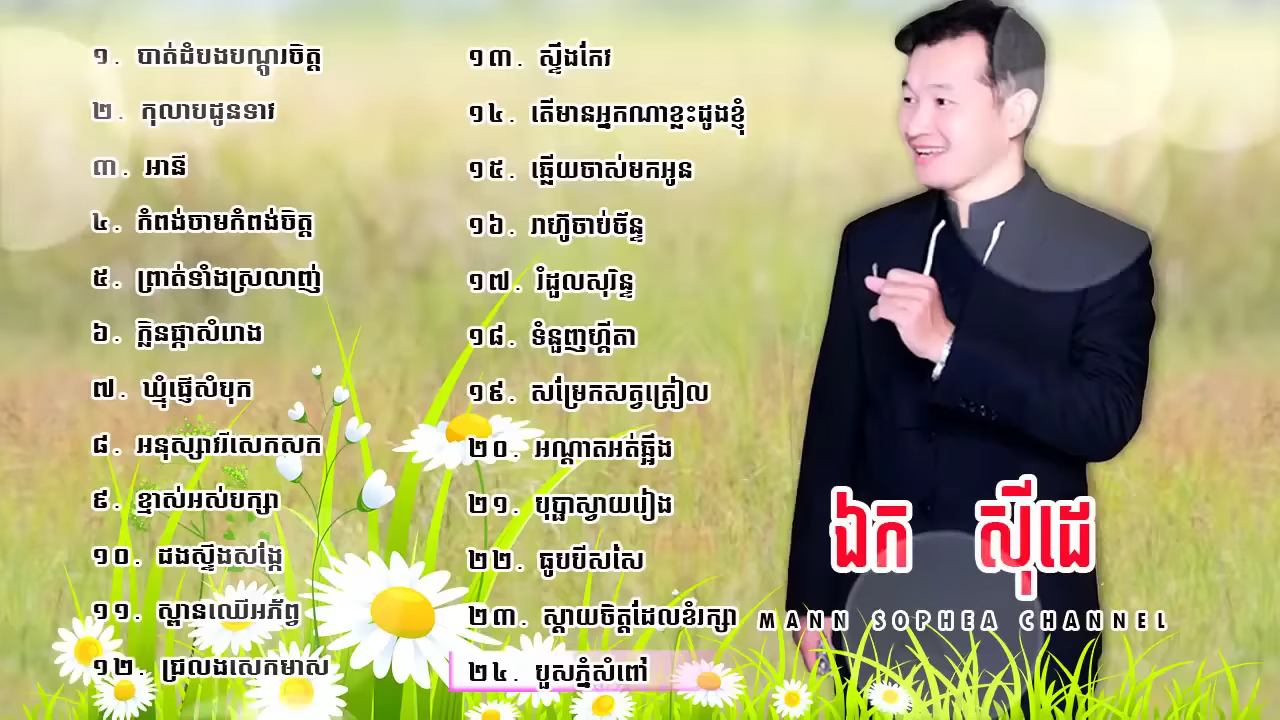 ១. បាត់ដំបងបណ្តូរចិត្ត
២. កុលាបដូនទាវ
៣. អានី
៤. កំពង់ចាមកំពង់ចិត្ត
៥. ព្រាត់ទាំងស្រលាញ់
៦. ក្លិនផ្កាសំរោង
៧. ឃ្មុំផ្ញើសំបុក
៨. អនុស្សាវរីសេកសក
៩. ខ្មាស់អស់បក្សា
១០. ដងស្ទឹងសង្កែ
១១. ស្ពានឈើអភ័ព្វ
១២. ជ្រលងសេកមាស
១៣. ស្ទឹងកែវ
១៤. តើមានអ្នកណាខ្លះដូងខ្ញុំ
១៥. ឆ្លើយចាស់មកអូន
១៦. រាហ៊ូចាប់ច័ន្ទ
១៧. រំដួលសុរិន្ទ
១៨. ទំនួញហ្គីតា
១៩. សម្រែកសត្វត្រៀល
២០. អណ្តាតអត់ឆ្អឹង
២១. បុប្ផាស្វាយរៀង
២២. ធូបបីសសៃ
២៣. ស្តាយចិត្តដែលខំរក្សា
២៤. បួសភ្នំសំពៅ
ឯក ស៊ីដេ
MANN SOPHEA CHANNEL